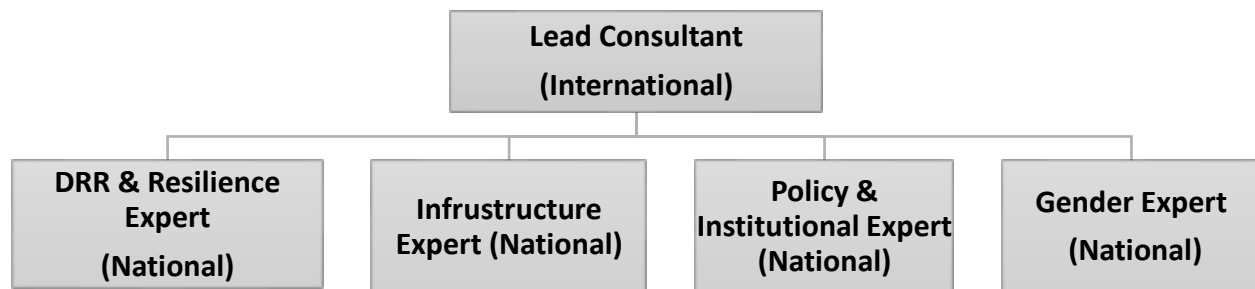 Lead Consultant
(International)
DRR & Resilience
Expert
(National)
Infrustructure
Expert (National)
Policy &
Institutional Expert
(National)
Gender Expert
(National)